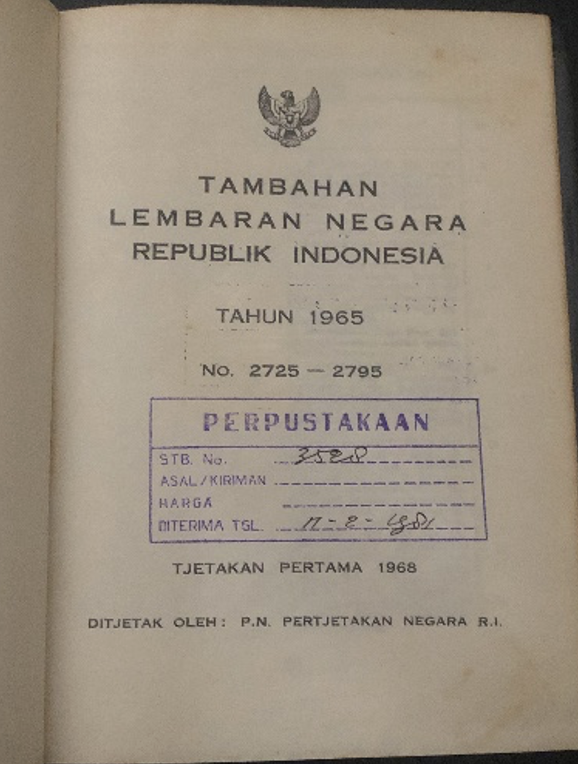 TAMBAHAN
LEMBARAN NEGARA
REPUBLIK INDONESIA
TAHUN 1965
No. 2725 — 2795
PERPUSTAKAAN
STB. No. 3528
ASAL/KIRIMAN
HARGA
DITERIMA TGL. - 2 - 1981
TJETAKAN PERTAMA 1968
DITJETAK OLEH: P.N. PERTJETAKAN NEGARA R.I.